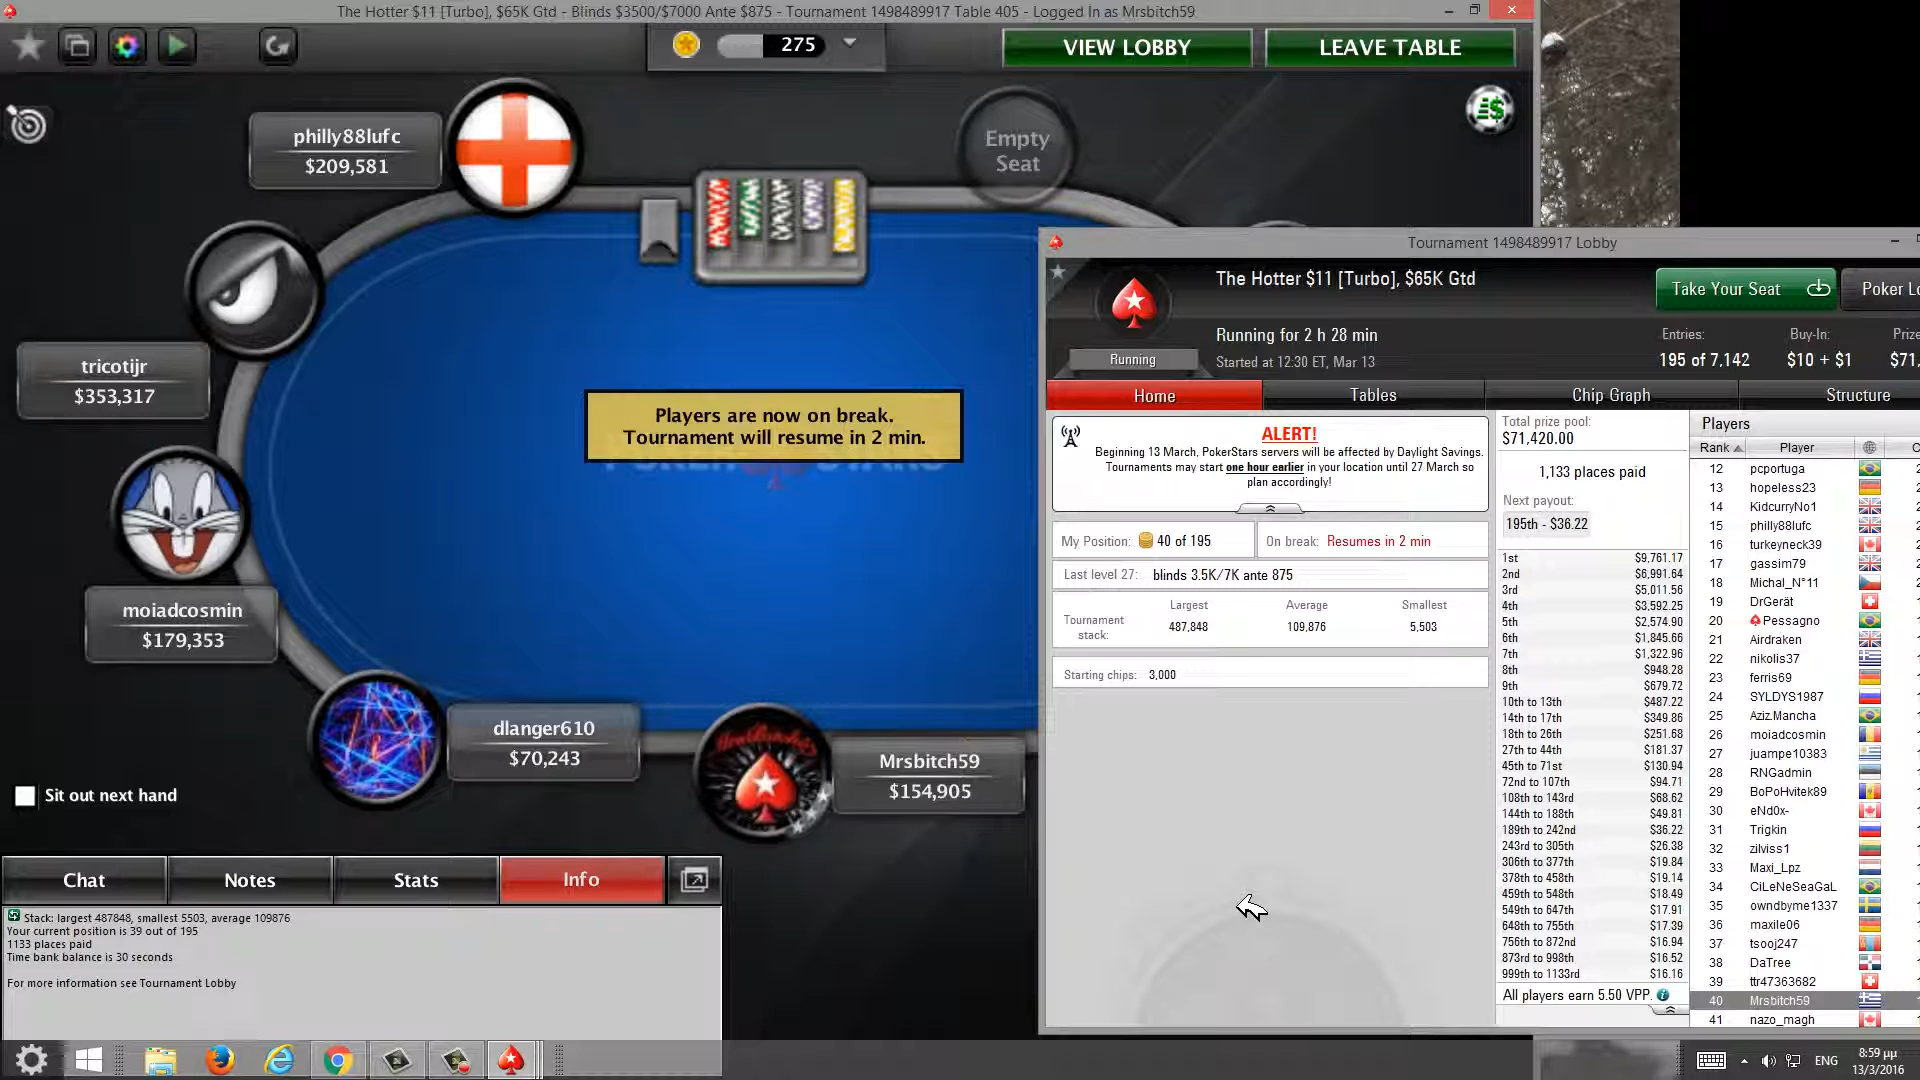 The Hotter $11 [Turbo], $65K Gtd - Blinds $3500/$7000 Ante $875 - Tournament 1498489917 Table 405 - Logged In as Mrsbitch59
275
VIEW LOBBY
LEAVE TABLE
philly88lufc
$209,581
Empty
Seat
tricotijr
$353,317
Players are now on break.
Tournament will resume in 2 min.
moiadcosmin
$179,353
dlanger610
$70,243
Mrsbitch59
$154,905
Sit out next hand
Chat
Notes
Stats
Info
Stack: largest 487848, smallest 5503, average 109876
Your current position is 39 out of 195
1133 places paid
Time bank balance is 30 seconds
For more information see Tournament Lobby
Tournament 1498489917 Lobby
The Hotter $11 [Turbo], $65K Gtd
Take Your Seat
Poker Lo
Running
Running for 2 h 28 min
Started at 12:30 ET, Mar 13
Entries:
195 of 7,142
Buy-In:
$10 + $1
Prize
$71,
Home
Tables
Chip Graph
Structure
ALERT!
Beginning 13 March, PokerStars servers will be affected by Daylight Savings.
Tournaments may start one hour earlier in your location until 27 March so
plan accordingly!
My Position: 40 of 195
On break: Resumes in 2 min
Last level 27: blinds 3.5K/7K ante 875
Largest Average Smallest
Tournament
stack:
487,848 109,876 5,503
Starting chips: 3,000
Total prize pool:
$71,420.00
1,133 places paid
Next payout:
195th - $36.22
1st $9,761.17
2nd $6,991.64
3rd $5,011.56
4th $3,592.25
5th $2,574.90
6th $1,845.66
7th $1,322.96
8th $948.28
9th $679.72
10th to 13th $487.22
14th to 17th $349.86
18th to 26th $251.68
27th to 44th $181.37
45th to 71st $130.94
72nd to 107th $94.71
108th to 143rd $68.62
144th to 188th $49.81
189th to 242nd $36.22
243rd to 305th $26.38
306th to 377th $19.84
378th to 458th $19.14
459th to 548th $18.49
549th to 647th $17.91
648th to 755th $17.39
756th to 872nd $16.94
873rd to 998th $16.52
999th to 1133rd $16.16
All players earn 5.50 VPP.
Players
Rank Player C
12 pcportuga
13 hopeless23
14 KidcurryNo1
15 philly88lufc
16 turkeyneck39
17 gassim79
18 Michal_N°11
19 DrGerät
20 Pessagno
21 Airdraken
22 nikolis37
23 ferris69
24 SYLDYS1987
25 Aziz.Mancha
26 moiadcosmin
27 juampe10383
28 RNGadmin
29 BoPoHvitek89
30 eNd0x-
31 Trigkin
32 zilviss1
33 Maxi_Lpz
34 CiLeNeSeaGaL
35 owndbyme1337
36 maxile06
37 tsooj247
38 DaTree
39 ttr47363682
40 Mrsbitch59
41 nazo_magh
ENG
8:59 μμ
13/3/2016